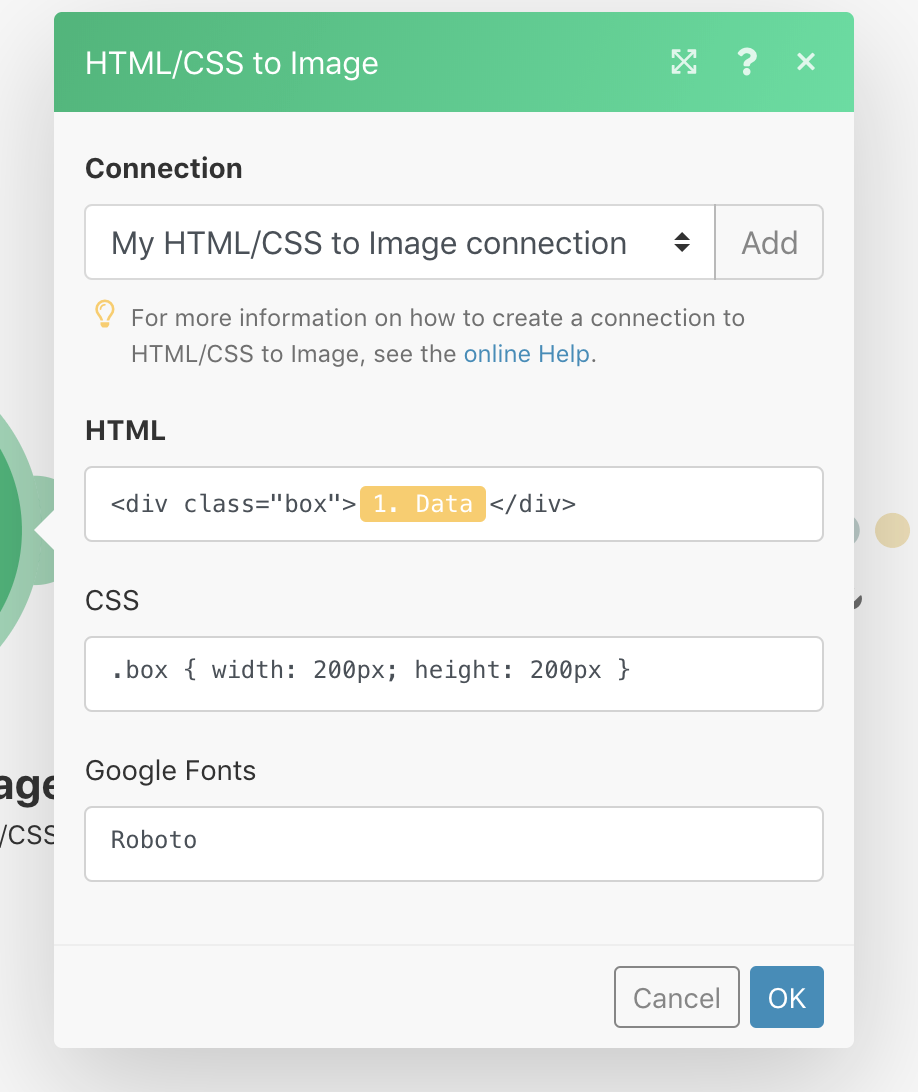 HTML/CSS to Image
?
Connection
My HTML/CSS to Image connection
Add
For more information on how to create a connection to
HTML/CSS to Image, see the online Help.
HTML
<div class="box"> 1. Data </div>
CSS
.box { width: 200px; height: 200px }
Google Fonts
age
/CSS
Roboto
Cancel
OK